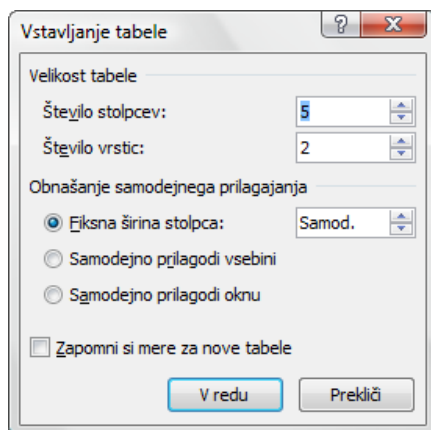 Vstavljanje tabele
Velikost tabele
Število stolpcev: 5
Število vrstic: 2
Obnašanje samodejnega prilagajanja
Fiksna širina stolpca: Samod.
Samodejno prilagodi vsebini
Samodejno prilagodi oknu
Zapomni si mere za nove tabele
V redu Prekliči